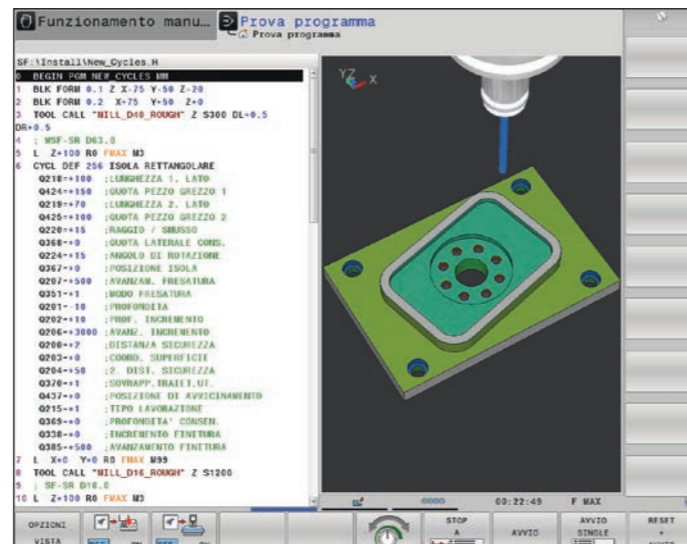 Funzionamento manu... Prova programma
Prova programma
SF:\Install\New_Cycles.H
0 BEGIN PGM NEW_CYCLES MM
1 BLK FORM 0.1 Z X-75 Y-50 Z-20
2 BLK FORM 0.2 X+75 Y+50 Z+0
3 TOOL CALL "MILL_D40_ROUGH" Z S300 DL+0.5
DR+0.5
4 ; WSF-SR D63.0
5 L Z+100 R0 FMAX M3
6 CYCL DEF 256 ISOLA RETTANGOLARE
Q218=+100 ;LUNGHEZZA 1. LATO
Q424=+150 ;QUOTA PEZZO GREZZO 1
Q219=+70 ;LUNGHEZZA 2. LATO
Q425=+100 ;QUOTA PEZZO GREZZO 2
Q220=+15 ;RAGGIO / SMUSSO
Q368=+0 ;QUOTA LATERALE CONS.
Q224=+15 ;ANGOLO DI ROTAZIONE
Q367=+0 ;POSIZIONE ISOLA
Q207=+500 ;AVANZAM. FRESATURA
Q351=+1 ;MODO FRESATURA
Q201=-10 ;PROFONDITA
Q202=+10 ;PROF. INCREMENTO
Q206=+3000 ;AVANZ. INCREMENTO
Q200=+2 ;DISTANZA SICUREZZA
Q203=+0 ;COORD. SUPERFICIE
Q204=+50 ;2. DIST. SICUREZZA
Q370=+1 ;SOVRAPP.TRAIET.UT.
Q437=+0 ;POSIZIONE DI AVVICINAMENTO
Q215=+1 ;TIPO LAVORAZIONE
Q369=+0 ;PROFONDITA' CONSEN.
Q338=+0 ;INCREMENTO FINITURA
Q385=+500 ;AVANZAMENTO FINITURA
7 L X+0 Y+0 R0 FMAX M99
8 TOOL CALL "MILL_D16_ROUGH" Z S1200
9 ; SF-SR D16.0
10 L Z+100 R0 FMAX M3
YZ X
00:22:49 F MAX
OPZIONI
VISTA
STOP
A
AVVIO
AVVIO
SINGLE
RESET
+